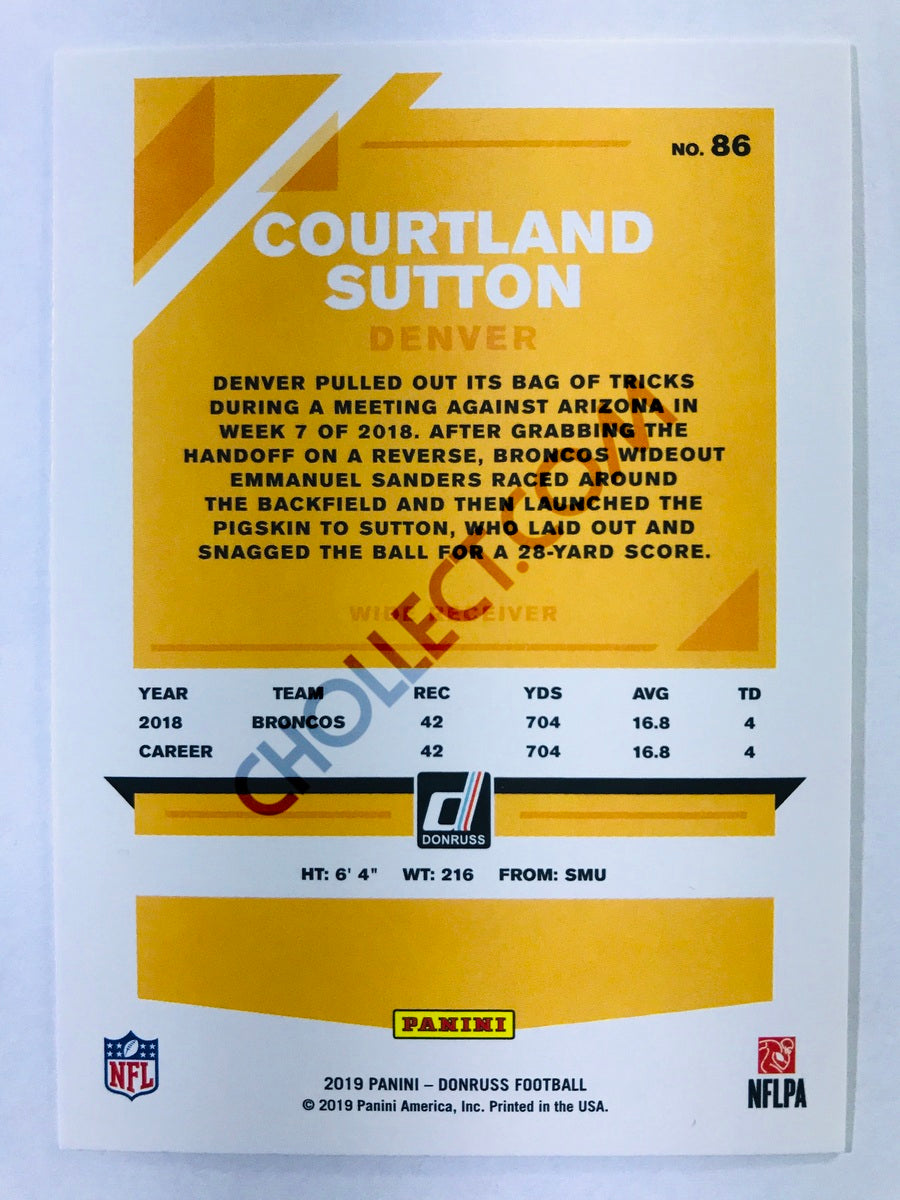 NO. 86
COURTLAND
SUTTON
DENVER
DENVER PULLED OUT ITS BAG OF TRICKS
DURING A MEETING AGAINST ARIZONA IN
WEEK 7 OF 2018. AFTER GRABBING THE
HANDOFF ON A REVERSE, BRONCOS WIDEOUT
EMMANUEL SANDERS RACED AROUND
THE BACKFIELD AND THEN LAUNCHED THE
PIGSKIN TO SUTTON, WHO LAID OUT AND
SNAGGED THE BALL FOR A 28-YARD SCORE.
WIDE RECEIVER
CHOLLECT.COM
YEAR TEAM REC YDS AVG TD
2018 BRONCOS 42 704 16.8 4
CAREER 42 704 16.8 4
d
DONRUSS
HT: 6' 4" WT: 216 FROM: SMU
PANINI
NFL
NFLPA
2019 PANINI – DONRUSS FOOTBALL
© 2019 Panini America, Inc. Printed in the USA.